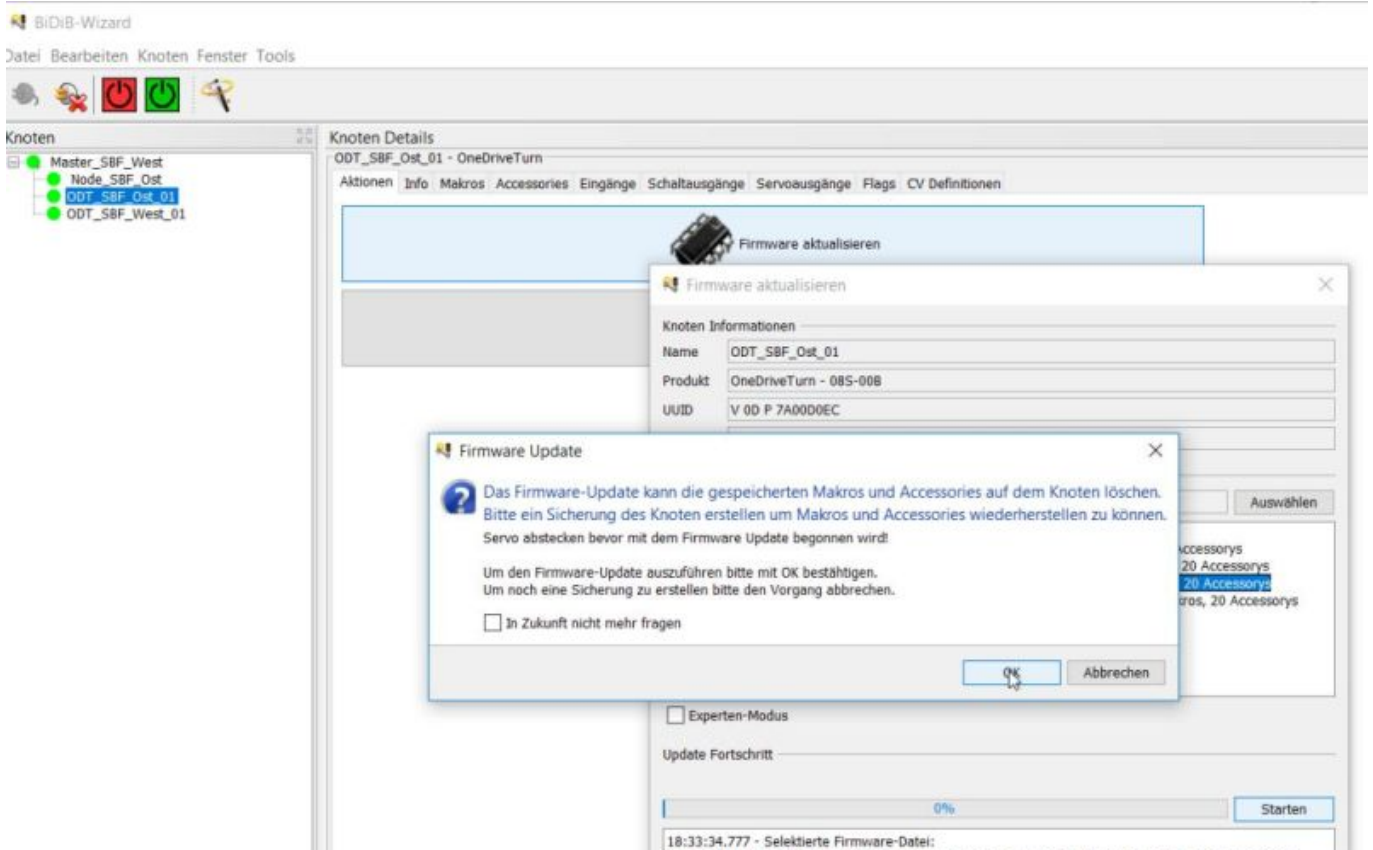 BiDiB-Wizard
Datei Bearbeiten Knoten Fenster Tools
Knoten
Master_SBF_West
Node_SBF_Ost
ODT_SBF_Ost_01
ODT_SBF_West_01
Knoten Details
ODT_SBF_Ost_01 - OneDriveTurn
Aktionen Info Makros Accessories Eingänge Schaltausgänge Servoausgänge Flags CV Definitionen
Firmware aktualisieren
Firmware aktualisieren
Knoten Informationen
Name ODT_SBF_Ost_01
Produkt OneDriveTurn - 08S-00B
UUID V 0D P 7A00D0EC
Firmware Update
Das Firmware-Update kann die gespeicherten Makros und Accessories auf dem Knoten löschen.
Bitte ein Sicherung des Knoten erstellen um Makros und Accessories wiederherstellen zu können.
Servo abstecken bevor mit dem Firmware Update begonnen wird!
Um den Firmware-Update auszuführen bitte mit OK bestähtigen.
Um noch eine Sicherung zu erstellen bitte den Vorgang abbrechen.
In Zukunft nicht mehr fragen
OK Abbrechen
Auswählen
Accessorys
20 Accessorys
20 Accessorys
20 Accessorys
Experten-Modus
Update Fortschritt
0%
Starten
18:33:34.777 - Selektierte Firmware-Datei: